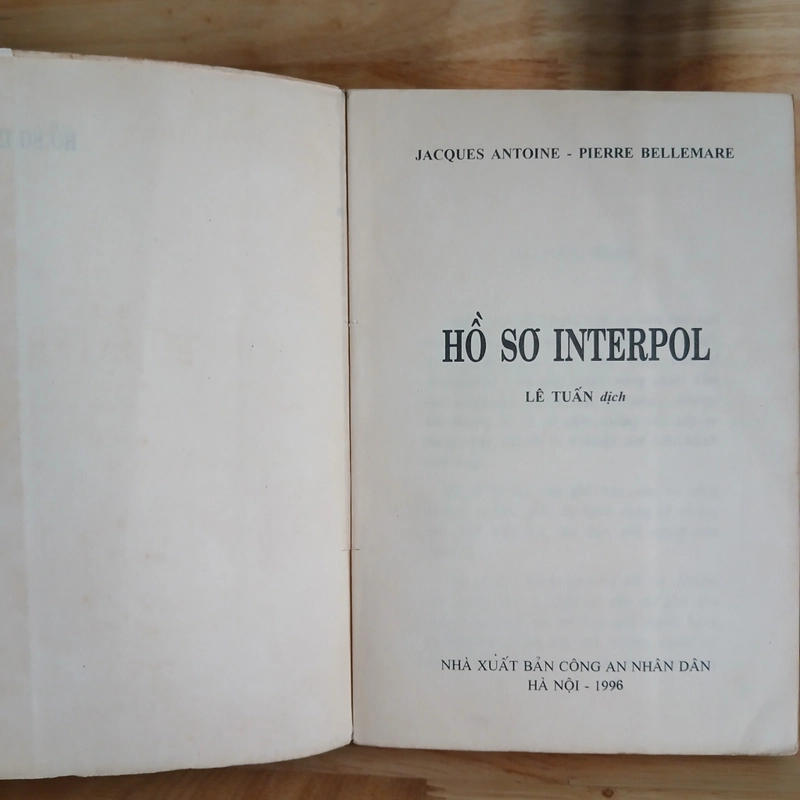 JACQUES ANTOINE - PIERRE BELLEMARE
HỒ SƠ INTERPOL
LÊ TUẤN dịch
NHÀ XUẤT BẢN CÔNG AN NHÂN DÂN
HÀ NỘI - 1996